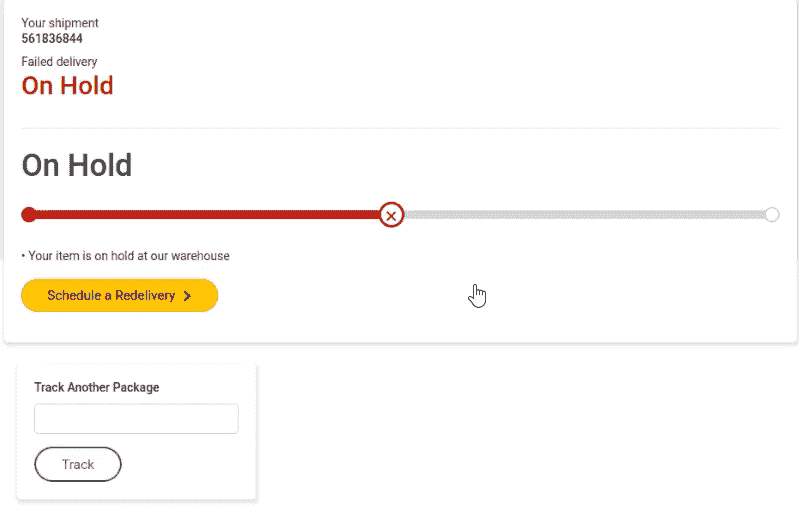 Your shipment
561836844
Failed delivery
On Hold
On Hold
• Your item is on hold at our warehouse
Schedule a Redelivery
Track Another Package
Track